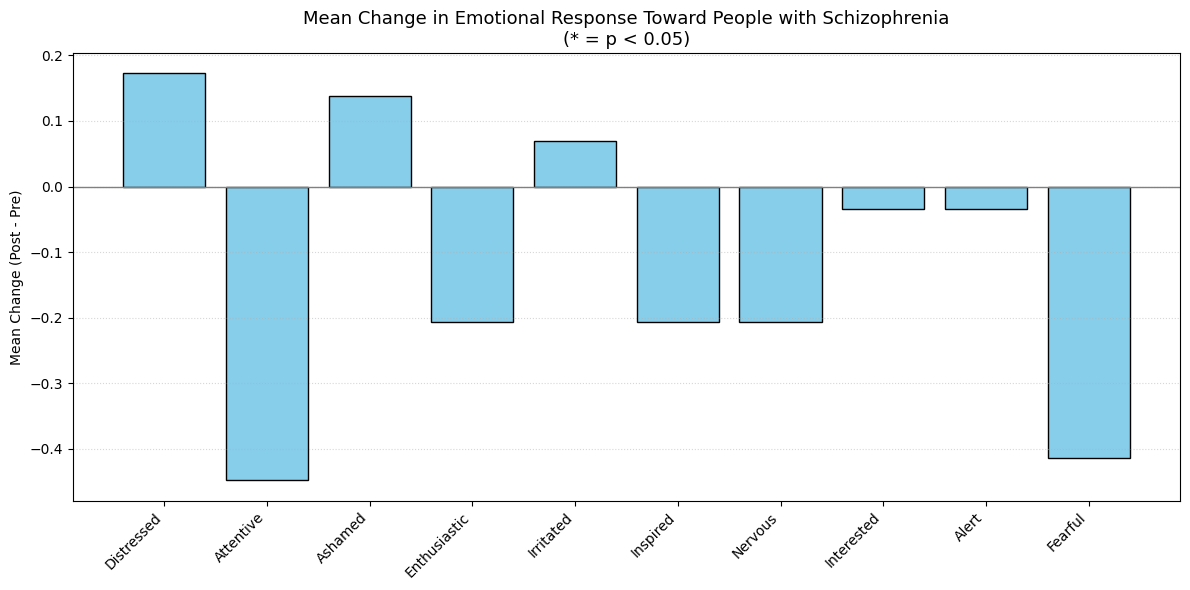 Mean Change in Emotional Response Toward People with Schizophrenia
(* = p < 0.05)
Mean Change (Post - Pre)
0.2
0.1
0.0
−0.1
−0.2
−0.3
−0.4
Distressed
Attentive
Ashamed
Enthusiastic
Irritated
Inspired
Nervous
Interested
Alert
Fearful